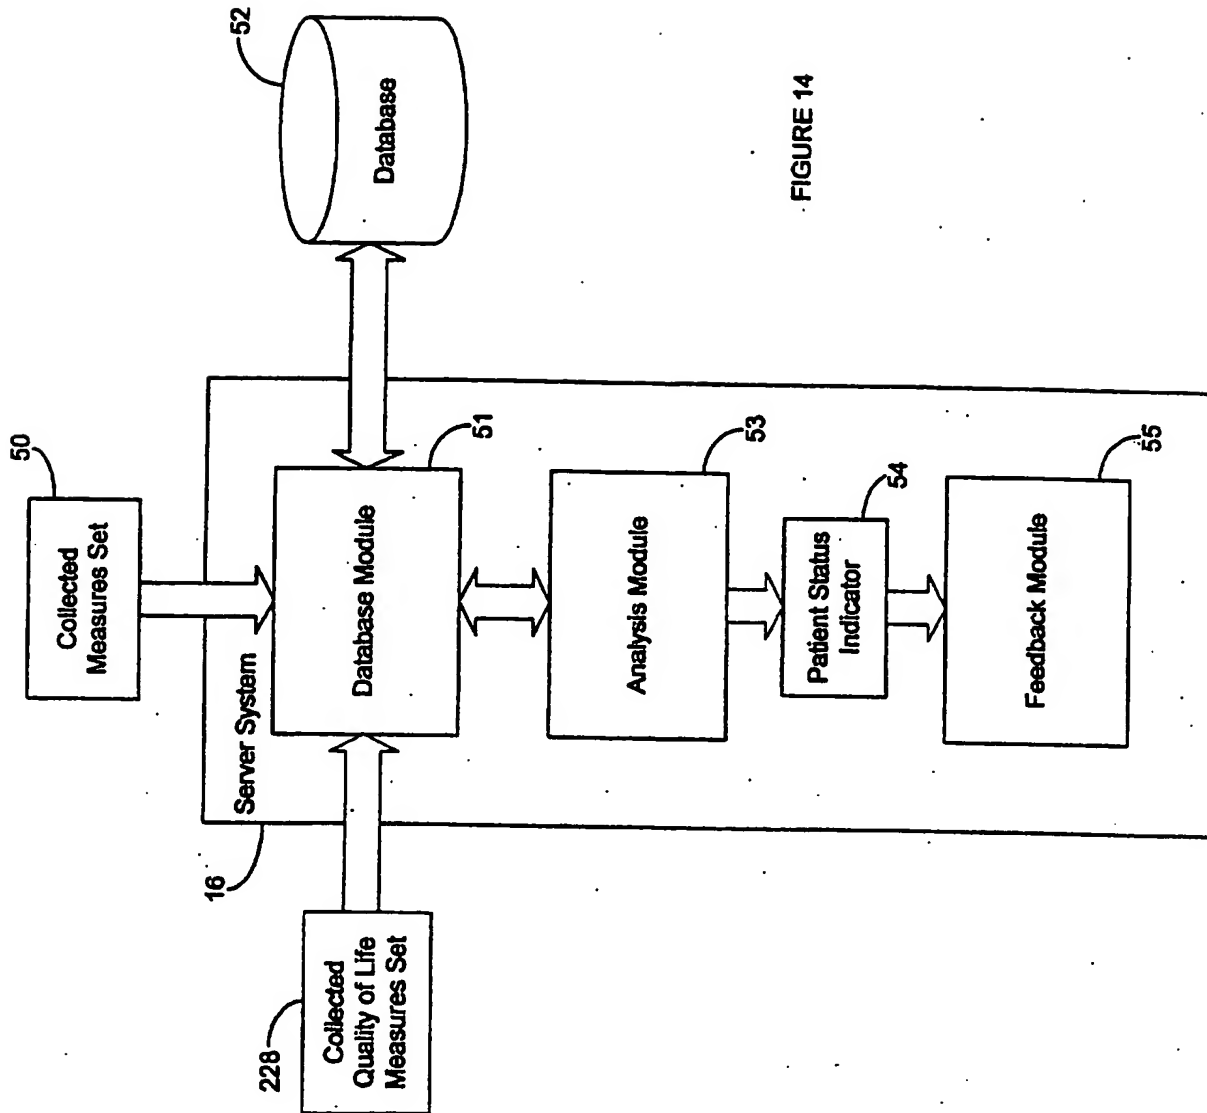 50
Collected
Measures Set
52
Database
16
Server System
Database Module
51
228
Collected
Quality of Life
Measures Set
Analysis Module
53
Patient Status
Indicator
54
Feedback Module
55
FIGURE 14